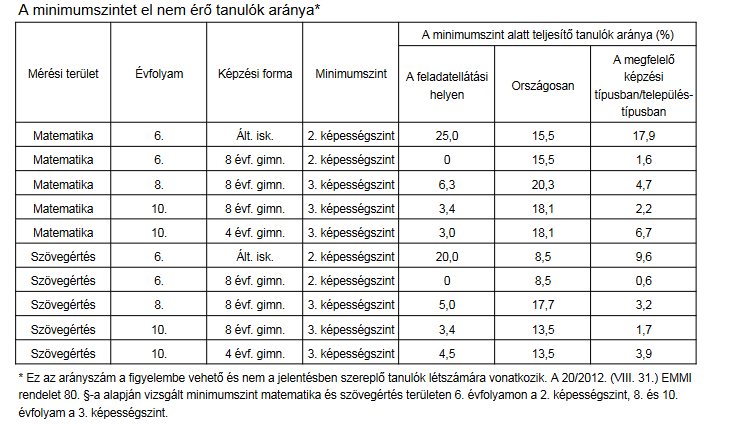 A minimumszintet el nem érő tanulók aránya*
A minimumszint alatt teljesítő tanulók aránya (%)
Mérési terület Évfolyam Képzési forma Minimumszint A feladatellátási helyen Országosan A megfelelő képzési típusban/település-típusban
Matematika 6. Ált. isk. 2. képességszint 25,0 15,5 17,9
Matematika 6. 8 évf. gimn. 2. képességszint 0 15,5 1,6
Matematika 8. 8 évf. gimn. 3. képességszint 6,3 20,3 4,7
Matematika 10. 8 évf. gimn. 3. képességszint 3,4 18,1 2,2
Matematika 10. 4 évf. gimn. 3. képességszint 3,0 18,1 6,7
Szövegértés 6. Ált. isk. 2. képességszint 20,0 8,5 9,6
Szövegértés 6. 8 évf. gimn. 2. képességszint 0 8,5 0,6
Szövegértés 8. 8 évf. gimn. 3. képességszint 5,0 17,7 3,2
Szövegértés 10. 8 évf. gimn. 3. képességszint 3,4 13,5 1,7
Szövegértés 10. 4 évf. gimn. 3. képességszint 4,5 13,5 3,9
* Ez az arányszám a figyelembe vehető és nem a jelentésben szereplő tanulók létszámára vonatkozik. A 20/2012. (VIII. 31.) EMMI
rendelet 80. §-a alapján vizsgált minimumszint matematika és szövegértés területen 6. évfolyamon a 2. képességszint, 8. és 10.
évfolyam a 3. képességszint.